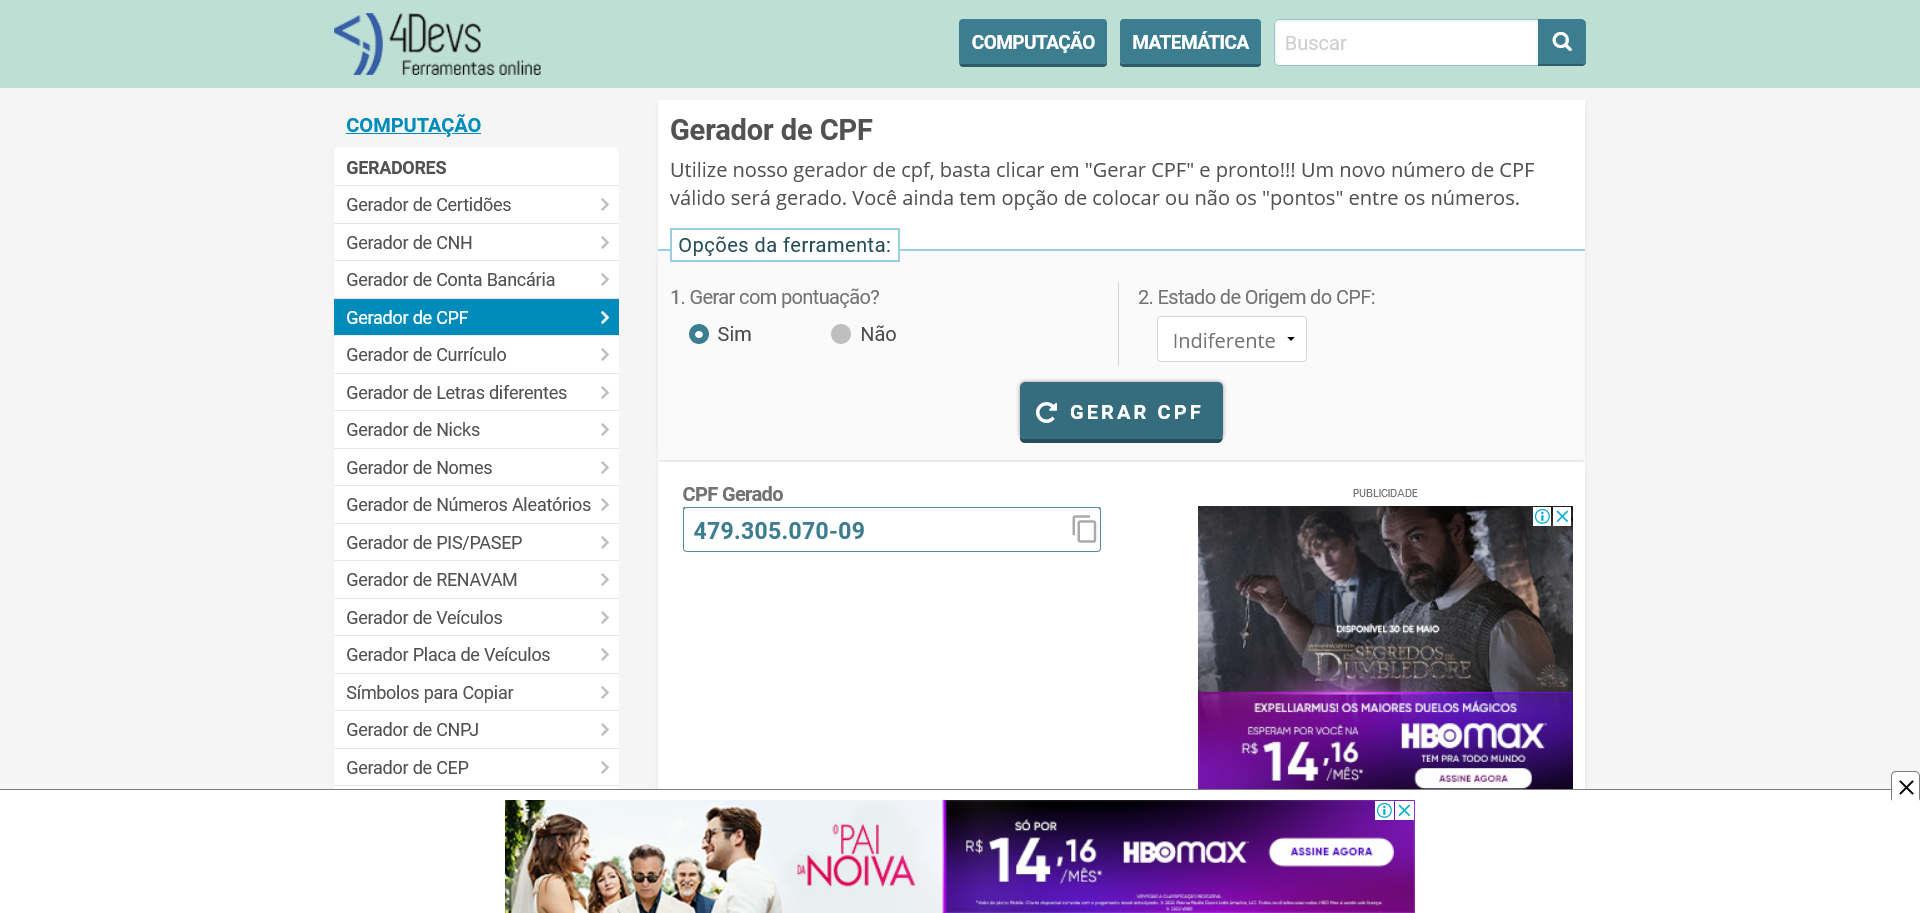 4Devs
Ferramentas online
COMPUTAÇÃO
MATEMÁTICA
Buscar
COMPUTAÇÃO
GERADORES
Gerador de Certidões
Gerador de CNH
Gerador de Conta Bancária
Gerador de CPF
Gerador de Currículo
Gerador de Letras diferentes
Gerador de Nicks
Gerador de Nomes
Gerador de Números Aleatórios
Gerador de PIS/PASEP
Gerador de RENAVAM
Gerador de Veículos
Gerador Placa de Veículos
Símbolos para Copiar
Gerador de CNPJ
Gerador de CEP
Gerador de CPF
Utilize nosso gerador de cpf, basta clicar em "Gerar CPF" e pronto!!! Um novo número de CPF
válido será gerado. Você ainda tem opção de colocar ou não os "pontos" entre os números.
Opções da ferramenta:
1. Gerar com pontuação?
Sim
Não
2. Estado de Origem do CPF:
Indiferente
GERAR CPF
CPF Gerado
479.305.070-09
PUBLICIDADE
DISPONÍVEL 30 DE MAIO
SEGREDOS DE
DUMBLEDORE
EXPELLIARMUS! OS MAIORES DUELOS MÁGICOS
ESPERAM POR VOCÊ NA
R$ 14,16 /MÊS*
HBOmax
TEM PRA TODO MUNDO
ASSINE AGORA
O PAI
DA NOIVA
SÓ POR
R$ 14,16 /MÊS*
HBOmax
ASSINE AGORA